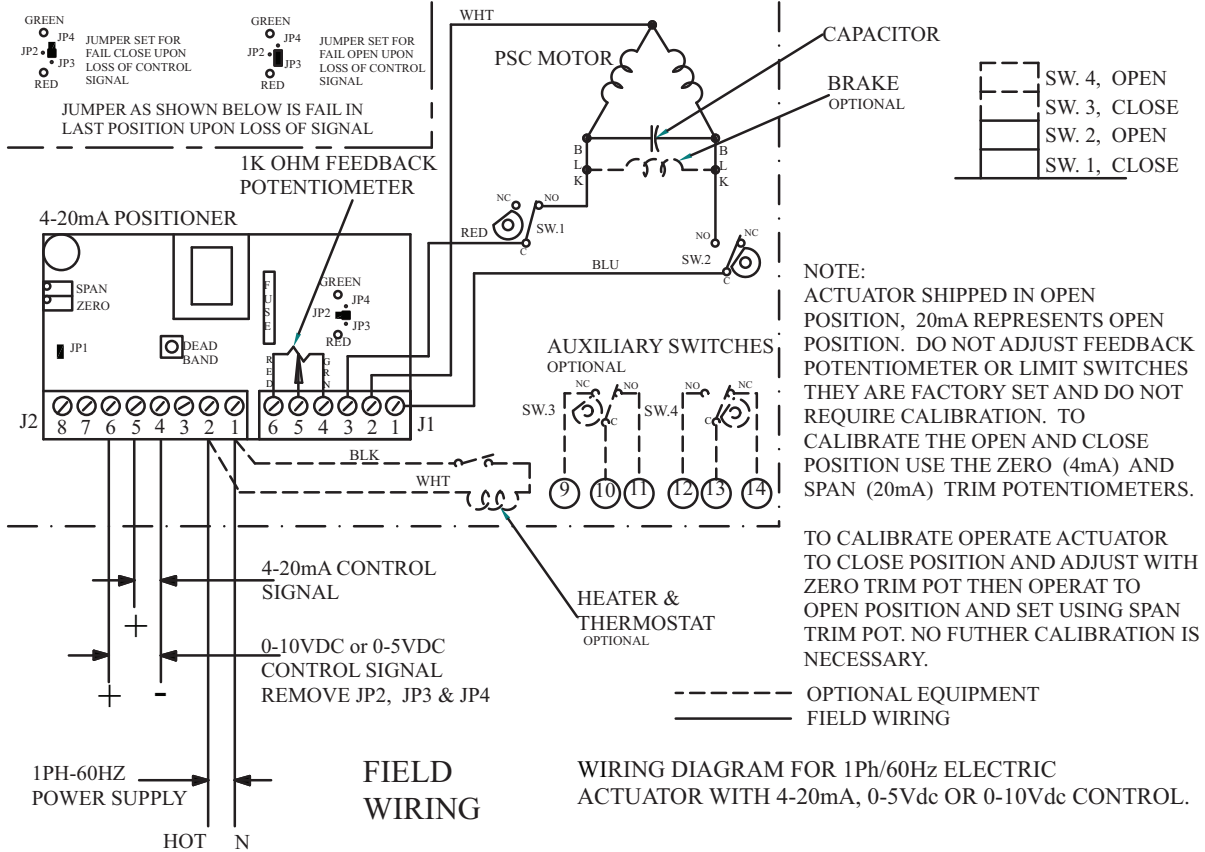 GREEN
JP4
JP2
JP3
RED
JUMPER SET FOR
FAIL CLOSE UPON
LOSS OF CONTROL
SIGNAL
GREEN
JP4
JP2
JP3
RED
JUMPER SET FOR
FAIL OPEN UPON
LOSS OF CONTROL
SIGNAL
JUMPER AS SHOWN BELOW IS FAIL IN
LAST POSITION UPON LOSS OF SIGNAL
WHT
PSC MOTOR
CAPACITOR
BRAKE
OPTIONAL
BLK
BLK
SW. 4, OPEN
SW. 3, CLOSE
SW. 2, OPEN
SW. 1, CLOSE
1K OHM FEEDBACK
POTENTIOMETER
4-20mA POSITIONER
NC
NO
RED
SW.1
C
NO
NC
SW.2
C
BLU
SPAN
ZERO
JP1
DEAD
BAND
FUSE
GREEN
JP4
JP2
JP3
RED
RED
GRN
J2
8 7 6 5 4 3 2 1
6 5 4 3 2 1
J1
AUXILIARY SWITCHES
OPTIONAL
NC
NO
SW.3
C
SW.4
NO
NC
C
9 10 11 12 13 14
BLK
WHT
HEATER &
THERMOSTAT
OPTIONAL
NOTE:
ACTUATOR SHIPPED IN OPEN
POSITION, 20mA REPRESENTS OPEN
POSITION. DO NOT ADJUST FEEDBACK
POTENTIOMETER OR LIMIT SWITCHES
THEY ARE FACTORY SET AND DO NOT
REQUIRE CALIBRATION. TO
CALIBRATE THE OPEN AND CLOSE
POSITION USE THE ZERO (4mA) AND
SPAN (20mA) TRIM POTENTIOMETERS.
TO CALIBRATE OPERATE ACTUATOR
TO CLOSE POSITION AND ADJUST WITH
ZERO TRIM POT THEN OPERAT TO
OPEN POSITION AND SET USING SPAN
TRIM POT. NO FUTHER CALIBRATION IS
NECESSARY.
4-20mA CONTROL
SIGNAL
+
0-10VDC or 0-5VDC
CONTROL SIGNAL
REMOVE JP2, JP3 & JP4
+ -
OPTIONAL EQUIPMENT
FIELD WIRING
1PH-60HZ
POWER SUPPLY
HOT N
FIELD
WIRING
WIRING DIAGRAM FOR 1Ph/60Hz ELECTRIC
ACTUATOR WITH 4-20mA, 0-5Vdc OR 0-10Vdc CONTROL.